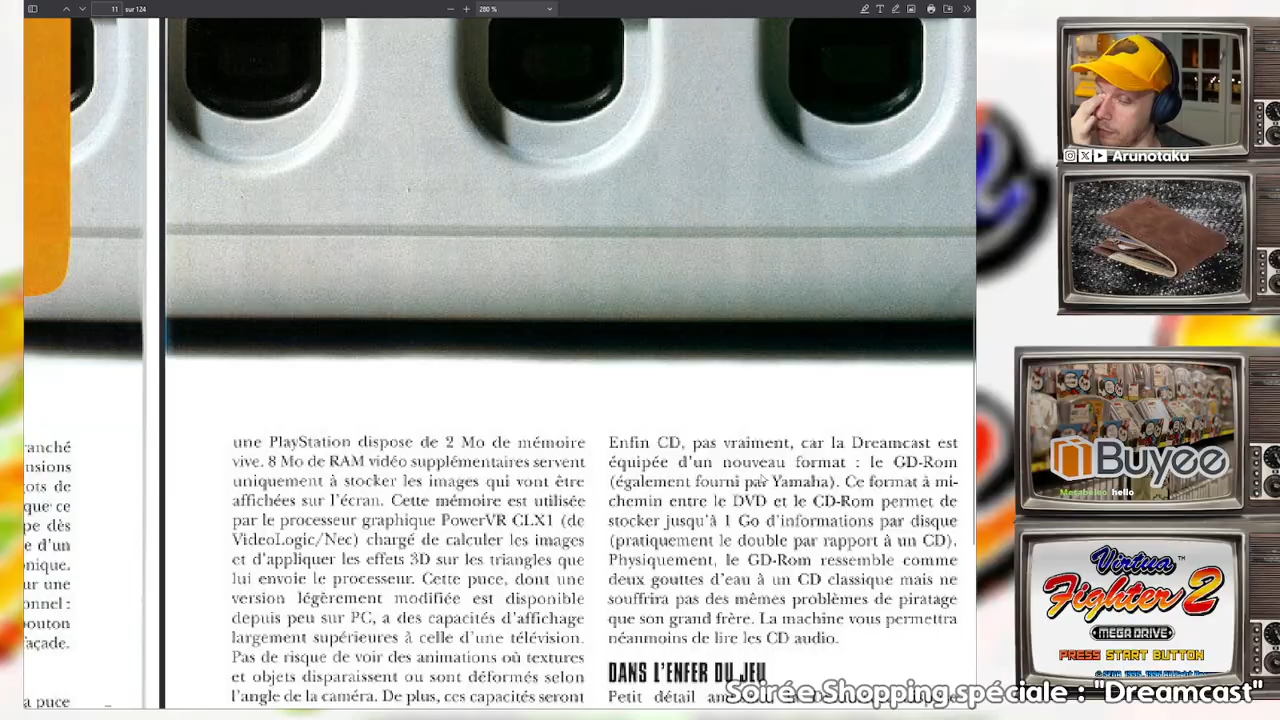 11 sur 124
280 %
Arunotaku
ranché
nsions
ots de
que ce
pe dès
e d'un
nique.
ur une
onnel :
outon
açade.
a puce
une PlayStation dispose de 2 Mo de mémoire
vive. 8 Mo de RAM vidéo supplémentaires servent
uniquement à stocker les images qui vont être
affichées sur l'écran. Cette mémoire est utilisée
par le processeur graphique PowerVR CLX1 (de
VideoLogic/Nec) chargé de calculer les images
et d'appliquer les effets 3D sur les triangles que
lui envoie le processeur. Cette puce, dont une
version légèrement modifiée est disponible
depuis peu sur PC, a des capacités d'affichage
largement supérieures à celle d'une télévision.
Pas de risque de voir des animations où textures
et objets disparaissent ou sont déformés selon
l'angle de la caméra. De plus, ces capacités seront
Enfin CD, pas vraiment, car la Dreamcast est
équipée d'un nouveau format : le GD-Rom
(également fourni par Yamaha). Ce format à mi-
chemin entre le DVD et le CD-Rom permet de
stocker jusqu'à 1 Go d'informations par disque
(pratiquement le double par rapport à un CD).
Physiquement, le GD-Rom ressemble comme
deux gouttes d'eau à un CD classique mais ne
souffrira pas des mêmes problèmes de piratage
que son grand frère. La machine vous permettra
néanmoins de lire les CD audio.
DANS L'ENFER DU JEU
Petit détail
Buyee
hello
Virtua
Fighter 2
MEGA DRIVE
PRESS START BUTTON
Soirée Shopping spéciale : "Dreamcast"